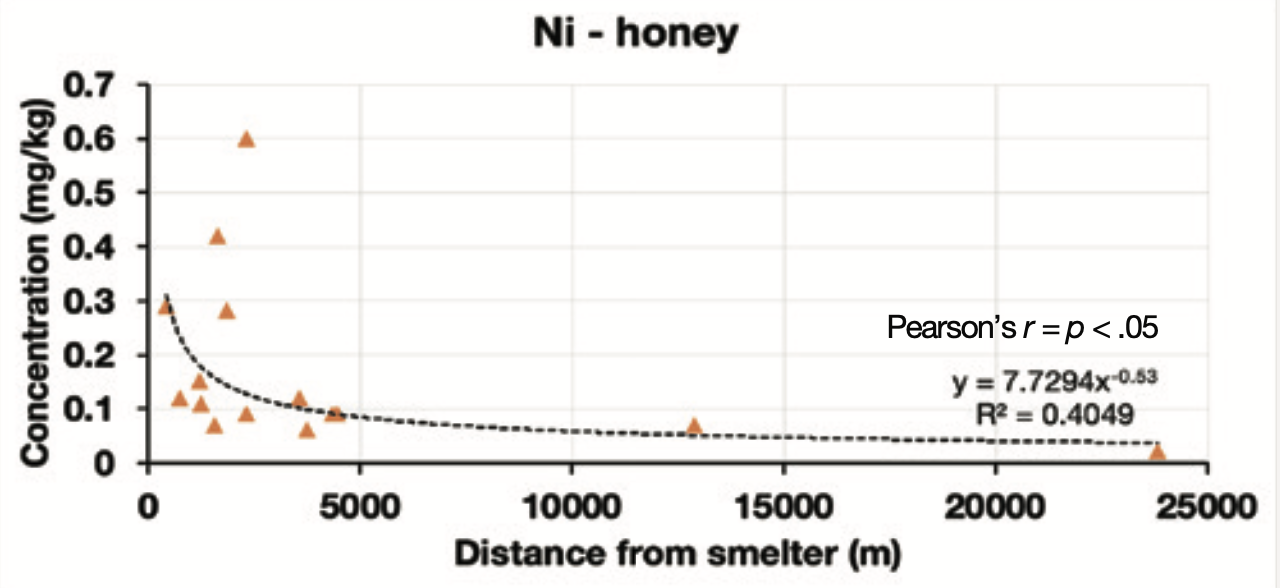 Ni - honey
Concentration (mg/kg)
0.7
0.6
0.5
0.4
0.3
0.2
0.1
0
Pearson's r = p < .05
y = 7.7294x⁻⁰·⁵³
R² = 0.4049
0 5000 10000 15000 20000 25000
Distance from smelter (m)